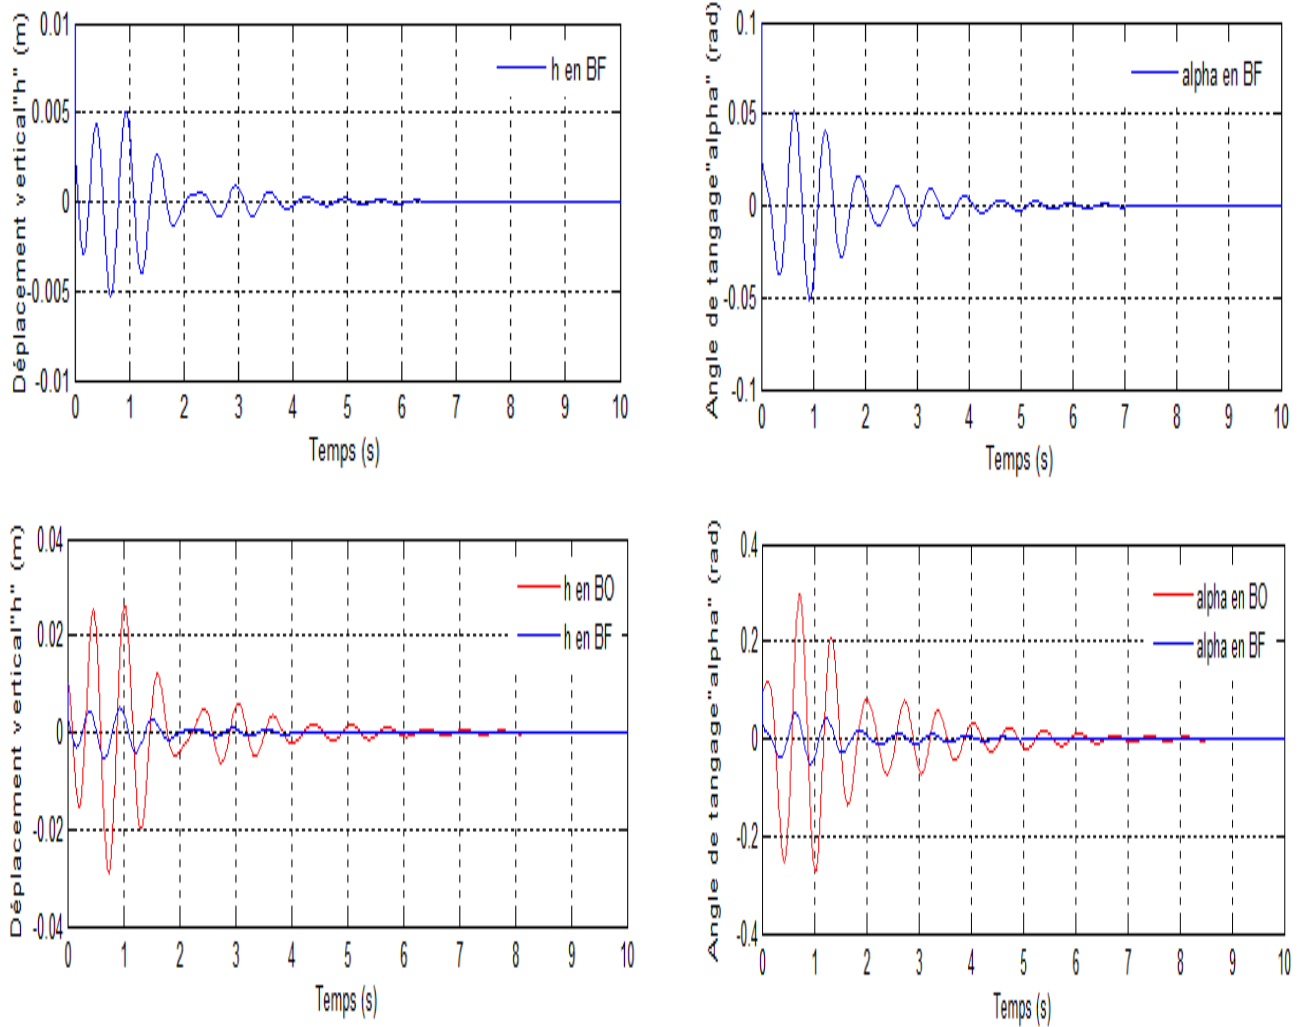 Déplacement vertical"h" (m)
0.01
0.005
0
-0.005
-0.01
h en BF
0 1 2 3 4 5 6 7 8 9 10
Temps (s)
Angle de tangage"alpha" (rad)
0.1
0.05
0
-0.05
-0.1
alpha en BF
0 1 2 3 4 5 6 7 8 9 10
Temps (s)
Déplacement vertical"h" (m)
0.04
0.02
0
-0.02
-0.04
h en BO
h en BF
0 1 2 3 4 5 6 7 8 9 10
Temps (s)
Angle de tangage"alpha" (rad)
0.4
0.2
0
-0.2
-0.4
alpha en BO
alpha en BF
0 1 2 3 4 5 6 7 8 9 10
Temps (s)